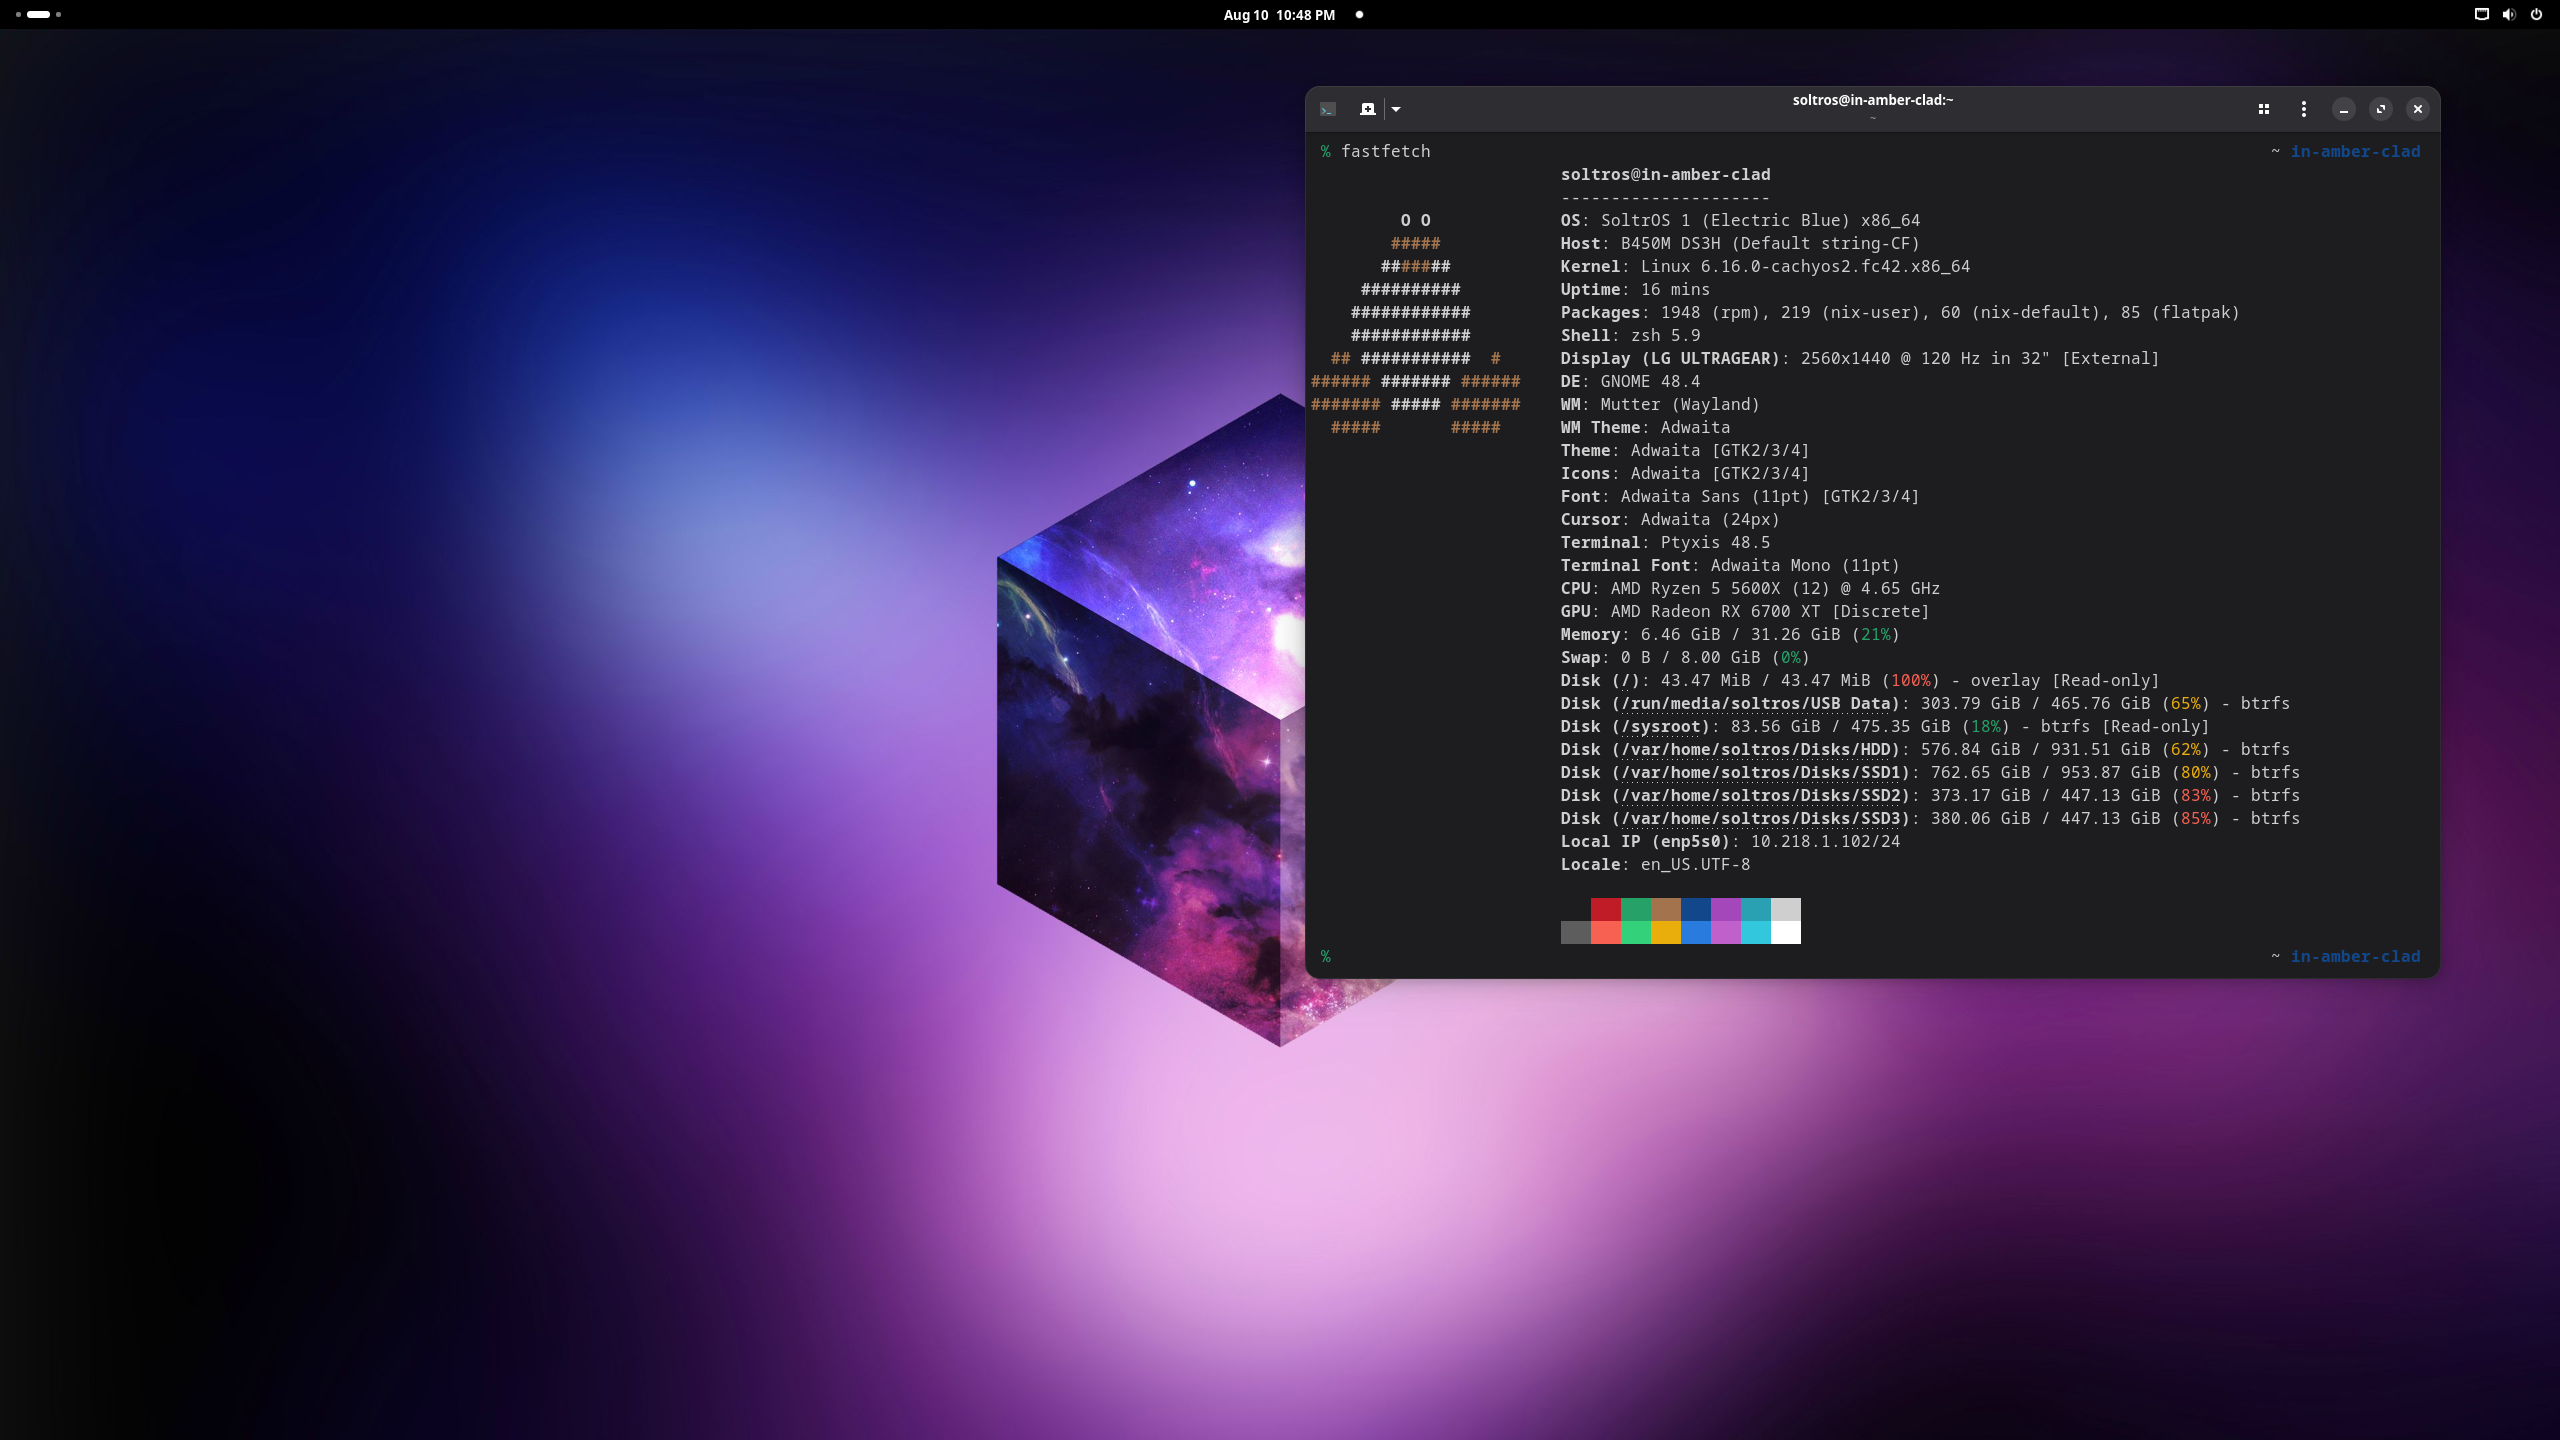 Aug 10 10:48 PM
soltros@in-amber-clad:~
~
% fastfetch ~ in-amber-clad
soltros@in-amber-clad
---------------------
O O
#####
#######
##########
############
############
## ########### #
###### ####### ######
####### ##### #######
##### #####
OS: SoltrOS 1 (Electric Blue) x86_64
Host: B450M DS3H (Default string-CF)
Kernel: Linux 6.16.0-cachyos2.fc42.x86_64
Uptime: 16 mins
Packages: 1948 (rpm), 219 (nix-user), 60 (nix-default), 85 (flatpak)
Shell: zsh 5.9
Display (LG ULTRAGEAR): 2560x1440 @ 120 Hz in 32" [External]
DE: GNOME 48.4
WM: Mutter (Wayland)
WM Theme: Adwaita
Theme: Adwaita [GTK2/3/4]
Icons: Adwaita [GTK2/3/4]
Font: Adwaita Sans (11pt) [GTK2/3/4]
Cursor: Adwaita (24px)
Terminal: Ptyxis 48.5
Terminal Font: Adwaita Mono (11pt)
CPU: AMD Ryzen 5 5600X (12) @ 4.65 GHz
GPU: AMD Radeon RX 6700 XT [Discrete]
Memory: 6.46 GiB / 31.26 GiB (21%)
Swap: 0 B / 8.00 GiB (0%)
Disk (/): 43.47 MiB / 43.47 MiB (100%) - overlay [Read-only]
Disk (/run/media/soltros/USB Data): 303.79 GiB / 465.76 GiB (65%) - btrfs
Disk (/sysroot): 83.56 GiB / 475.35 GiB (18%) - btrfs [Read-only]
Disk (/var/home/soltros/Disks/HDD): 576.84 GiB / 931.51 GiB (62%) - btrfs
Disk (/var/home/soltros/Disks/SSD1): 762.65 GiB / 953.87 GiB (80%) - btrfs
Disk (/var/home/soltros/Disks/SSD2): 373.17 GiB / 447.13 GiB (83%) - btrfs
Disk (/var/home/soltros/Disks/SSD3): 380.06 GiB / 447.13 GiB (85%) - btrfs
Local IP (enp5s0): 10.218.1.102/24
Locale: en_US.UTF-8
% ~ in-amber-clad